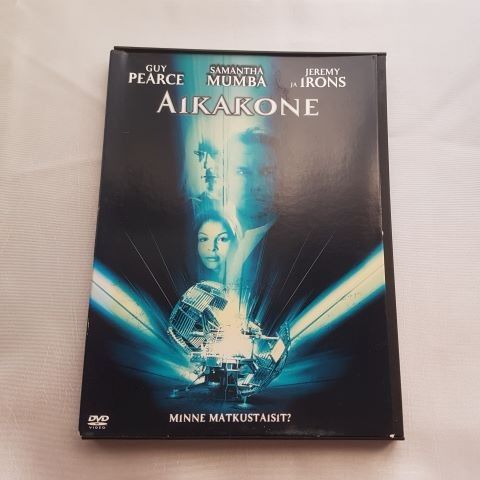 GUY PEARCE
SAMANTHA MUMBA
JA
JEREMY IRONS
AIKAKONE
MINNE MATKUSTAISIT?
DVD
VIDEO